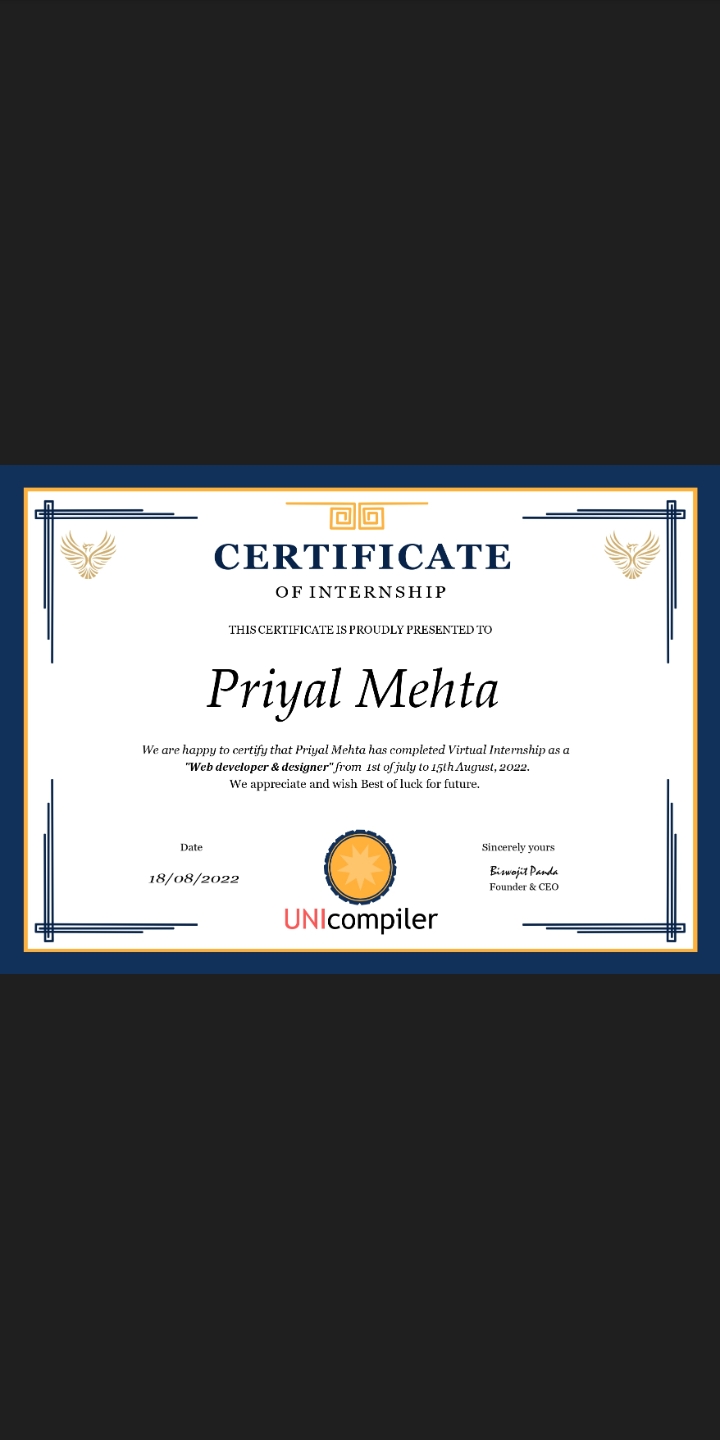 CERTIFICATE
OF INTERNSHIP
THIS CERTIFICATE IS PROUDLY PRESENTED TO
Priyal Mehta
We are happy to certify that Priyal Mehta has completed Virtual Internship as a
"Web developer & designer" from 1st of july to 15th August, 2022.
We appreciate and wish Best of luck for future.
Date
18/08/2022
Sincerely yours
Biswojit Panda
Founder & CEO
UNIcompiler